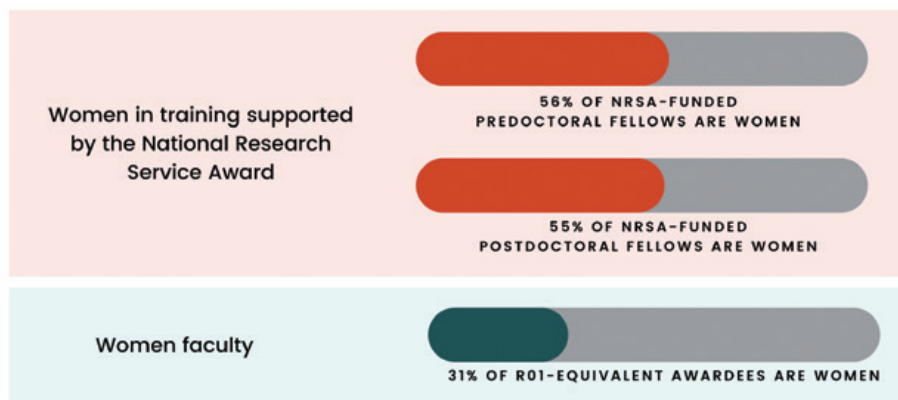 Women in training supported
by the National Research
Service Award
56% OF NRSA-FUNDED
PREDOCTORAL FELLOWS ARE WOMEN
55% OF NRSA-FUNDED
POSTDOCTORAL FELLOWS ARE WOMEN
Women faculty
31% OF R01-EQUIVALENT AWARDEES ARE WOMEN